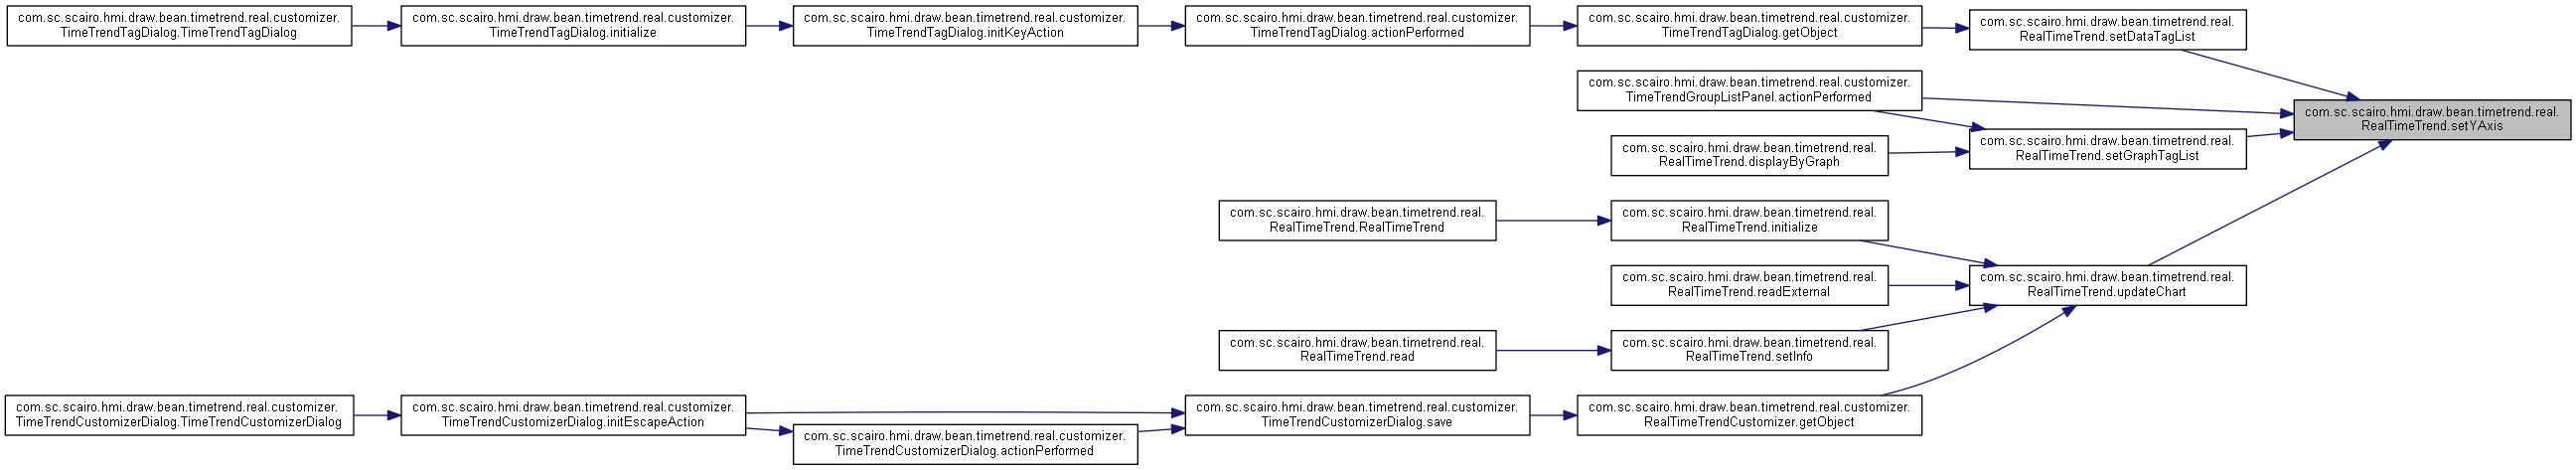 com.sc.scairo.hmi.draw.bean.timetrend.real.customizer.
TimeTrendTagDialog.TimeTrendTagDialog
com.sc.scairo.hmi.draw.bean.timetrend.real.customizer.
TimeTrendTagDialog.initialize
com.sc.scairo.hmi.draw.bean.timetrend.real.customizer.
TimeTrendTagDialog.initKeyAction
com.sc.scairo.hmi.draw.bean.timetrend.real.customizer.
TimeTrendTagDialog.actionPerformed
com.sc.scairo.hmi.draw.bean.timetrend.real.customizer.
TimeTrendTagDialog.getObject
com.sc.scairo.hmi.draw.bean.timetrend.real.
RealTimeTrend.setDataTagList
com.sc.scairo.hmi.draw.bean.timetrend.real.customizer.
TimeTrendGroupListPanel.actionPerformed
com.sc.scairo.hmi.draw.bean.timetrend.real.
RealTimeTrend.setYAxis
com.sc.scairo.hmi.draw.bean.timetrend.real.
RealTimeTrend.displayByGraph
com.sc.scairo.hmi.draw.bean.timetrend.real.
RealTimeTrend.setGraphTagList
com.sc.scairo.hmi.draw.bean.timetrend.real.
RealTimeTrend.RealTimeTrend
com.sc.scairo.hmi.draw.bean.timetrend.real.
RealTimeTrend.initialize
com.sc.scairo.hmi.draw.bean.timetrend.real.
RealTimeTrend.readExternal
com.sc.scairo.hmi.draw.bean.timetrend.real.
RealTimeTrend.updateChart
com.sc.scairo.hmi.draw.bean.timetrend.real.
RealTimeTrend.read
com.sc.scairo.hmi.draw.bean.timetrend.real.
RealTimeTrend.setInfo
com.sc.scairo.hmi.draw.bean.timetrend.real.customizer.
TimeTrendCustomizerDialog.TimeTrendCustomizerDialog
com.sc.scairo.hmi.draw.bean.timetrend.real.customizer.
TimeTrendCustomizerDialog.initEscapeAction
com.sc.scairo.hmi.draw.bean.timetrend.real.customizer.
TimeTrendCustomizerDialog.actionPerformed
com.sc.scairo.hmi.draw.bean.timetrend.real.customizer.
TimeTrendCustomizerDialog.save
com.sc.scairo.hmi.draw.bean.timetrend.real.customizer.
RealTimeTrendCustomizer.getObject